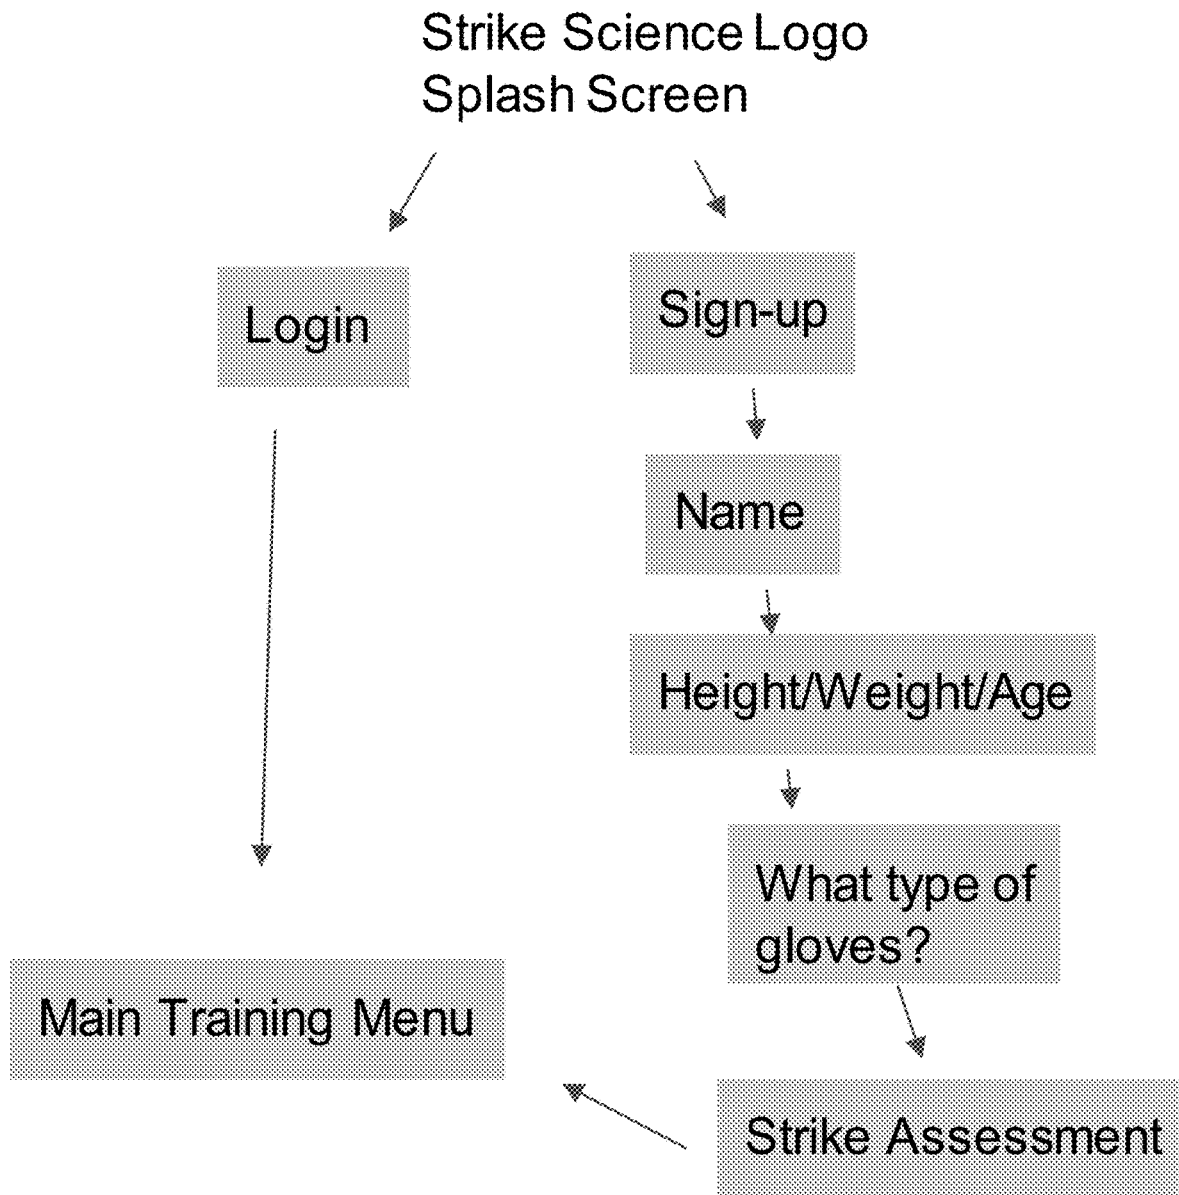 Strike Science Logo
Splash Screen
Login
Sign-up
Name
Height/Weight/Age
What type of
gloves?
Main Training Menu
Strike Assessment